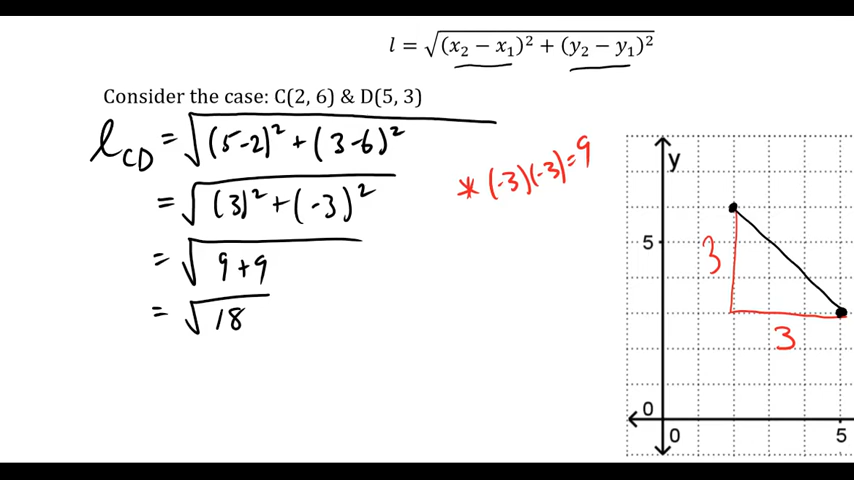 l = √(x₂ − x₁)² + (y₂ − y₁)²
Consider the case: C(2, 6) & D(5, 3)
l_CD = √(5-2)² + (3-6)²
= √(3)² + (-3)²
* (-3)(-3) = 9
= √9 + 9
= √18
y
5
3
3
0
0
5